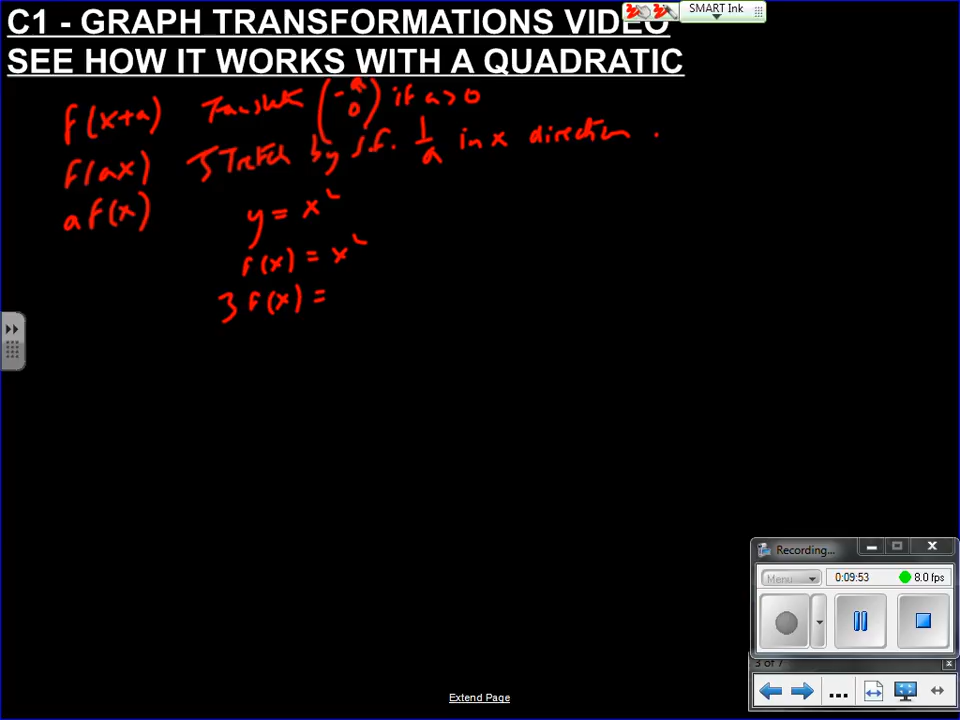 C1 - GRAPH TRANSFORMATIONS VIDEO
SMART Ink
SEE HOW IT WORKS WITH A QUADRATIC
f(x+a) Translate (-a 0) if a>0
f(ax) Stretch by s.f. 1/a in x direction.
af(x)
y = x²
f(x) = x²
3f(x) =
Recording...
Menu
0:09:53
8.0 fps
3 of 7
Extend Page